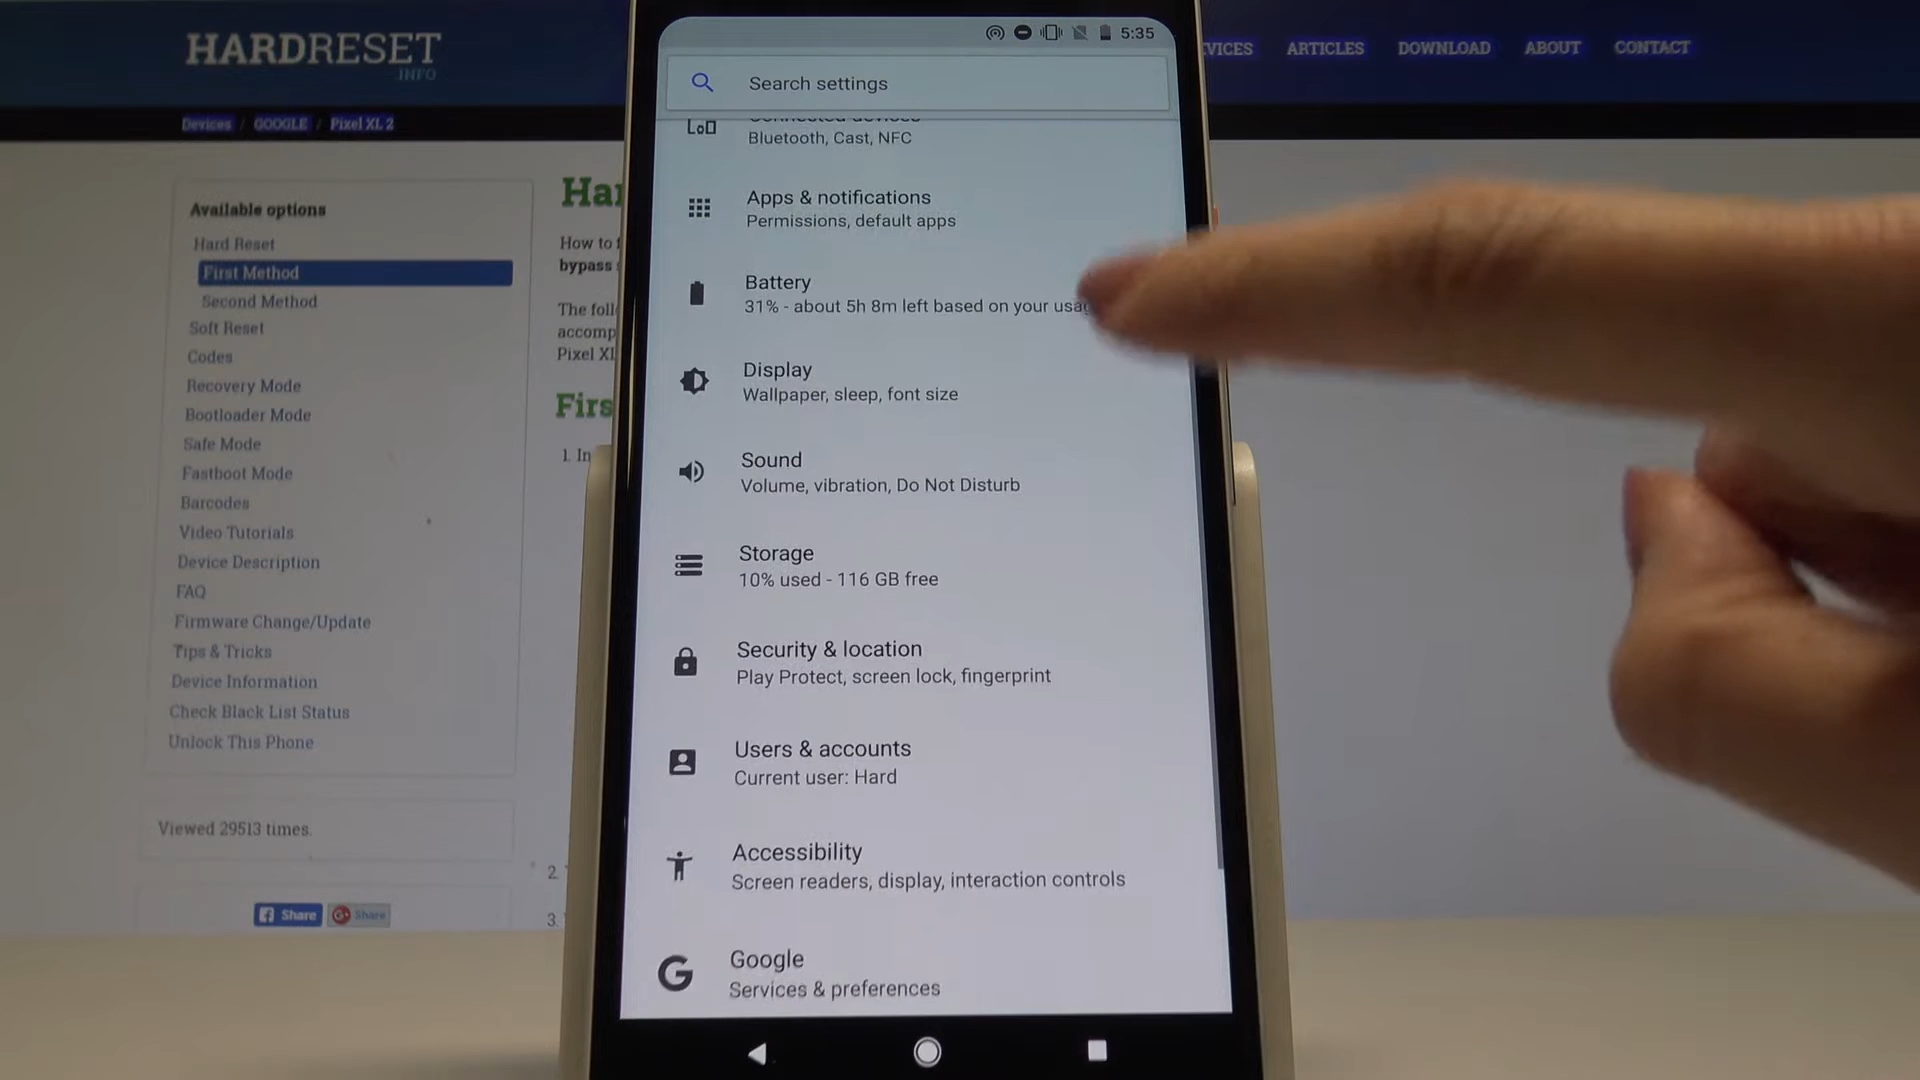 HARDRESET
.INFO
VICES ARTICLES DOWNLOAD ABOUT CONTACT
Devices / GOOGLE / Pixel XL 2
Available options
Hard Reset
First Method
Second Method
Soft Reset
Codes
Recovery Mode
Bootloader Mode
Safe Mode
Fastboot Mode
Barcodes
Video Tutorials
Device Description
FAQ
Firmware Change/Update
Tips & Tricks
Device Information
Check Black List Status
Unlock This Phone
Viewed 29513 times.
Share
Share
Ha
How to
bypass
The foll
accomp
Pixel XL
Firs
1. In
2.
3.
5:35
Search settings
Connected devices
Bluetooth, Cast, NFC
Apps & notifications
Permissions, default apps
Battery
31% - about 5h 8m left based on your usag
Display
Wallpaper, sleep, font size
Sound
Volume, vibration, Do Not Disturb
Storage
10% used - 116 GB free
Security & location
Play Protect, screen lock, fingerprint
Users & accounts
Current user: Hard
Accessibility
Screen readers, display, interaction controls
Google
Services & preferences